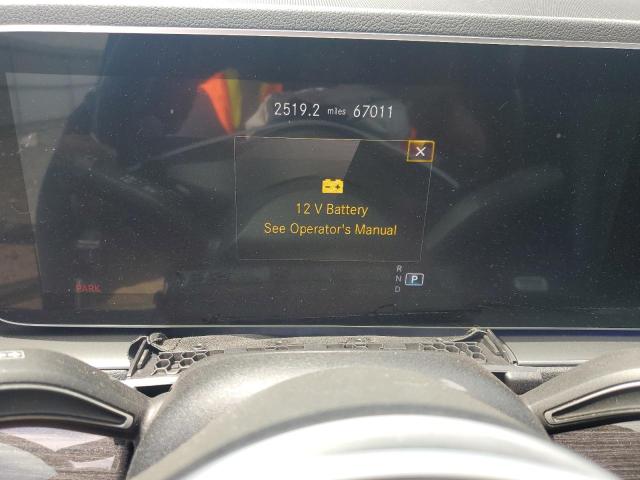 2519.2 miles 67011
12 V Battery
See Operator's Manual
R
N P
D
PARK